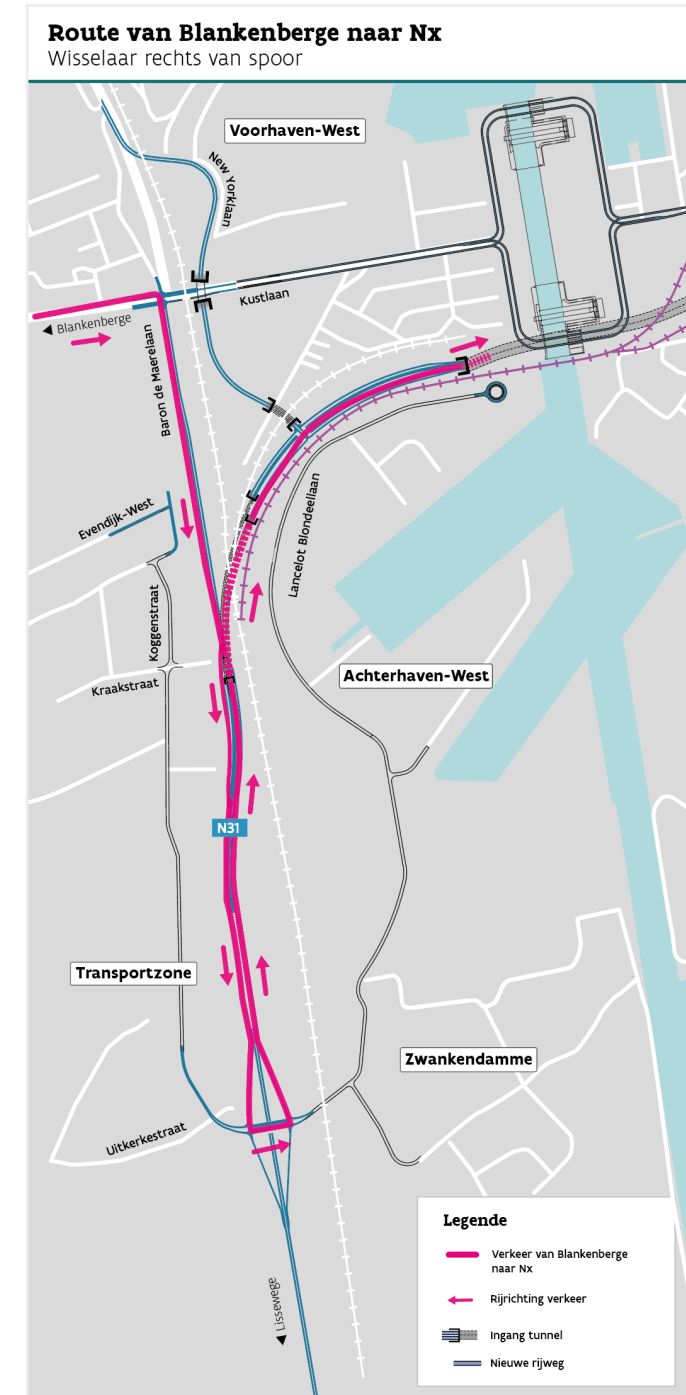 Route van Blankenberge naar Nx
Wisselaar rechts van spoor
Voorhaven-West
New Yorklaan
Kustlaan
◀ Blankenberge
Baron de Maerelaan
Evendijk-West
Lancelot Blondeellaan
Koggenstraat
Kraakstraat
Achterhaven-West
N31
Transportzone
Zwankendamme
Uitkerkestraat
◀ Lissewege
Legende
Verkeer van Blankenberge
naar Nx
Rijrichting verkeer
Ingang tunnel
Nieuwe rijweg